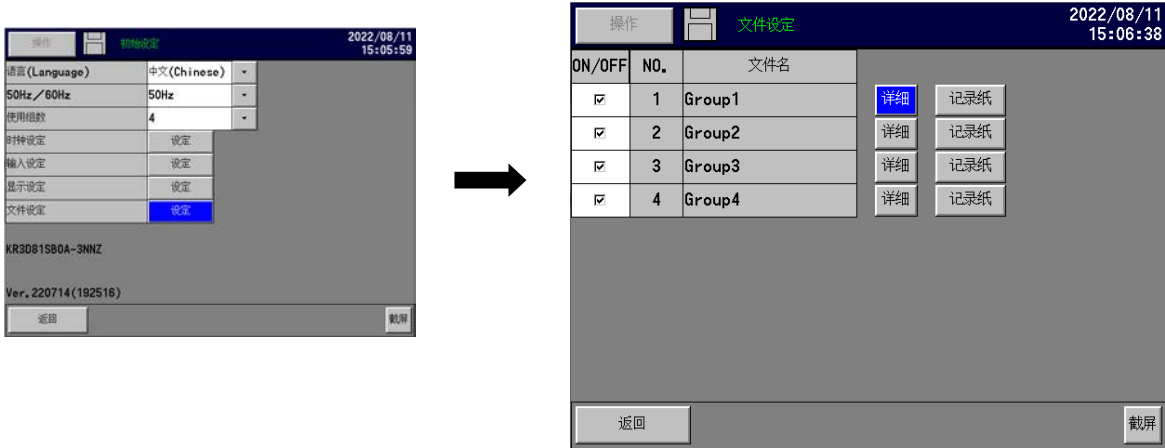 操作 初始设定 2022/08/11
15:05:59
语言(Language) 中文(Chinese)
50Hz/60Hz 50Hz
使用组数 4
时钟设定 设定
输入设定 设定
显示设定 设定
文件设定 设定
KR3D81SB0A-3NNZ
Ver.220714(192516)
返回 截屏
操作 文件设定 2022/08/11
15:06:38
ON/OFF NO. 文件名
1 Group1 详细 记录纸
2 Group2 详细 记录纸
3 Group3 详细 记录纸
4 Group4 详细 记录纸
返回 截屏